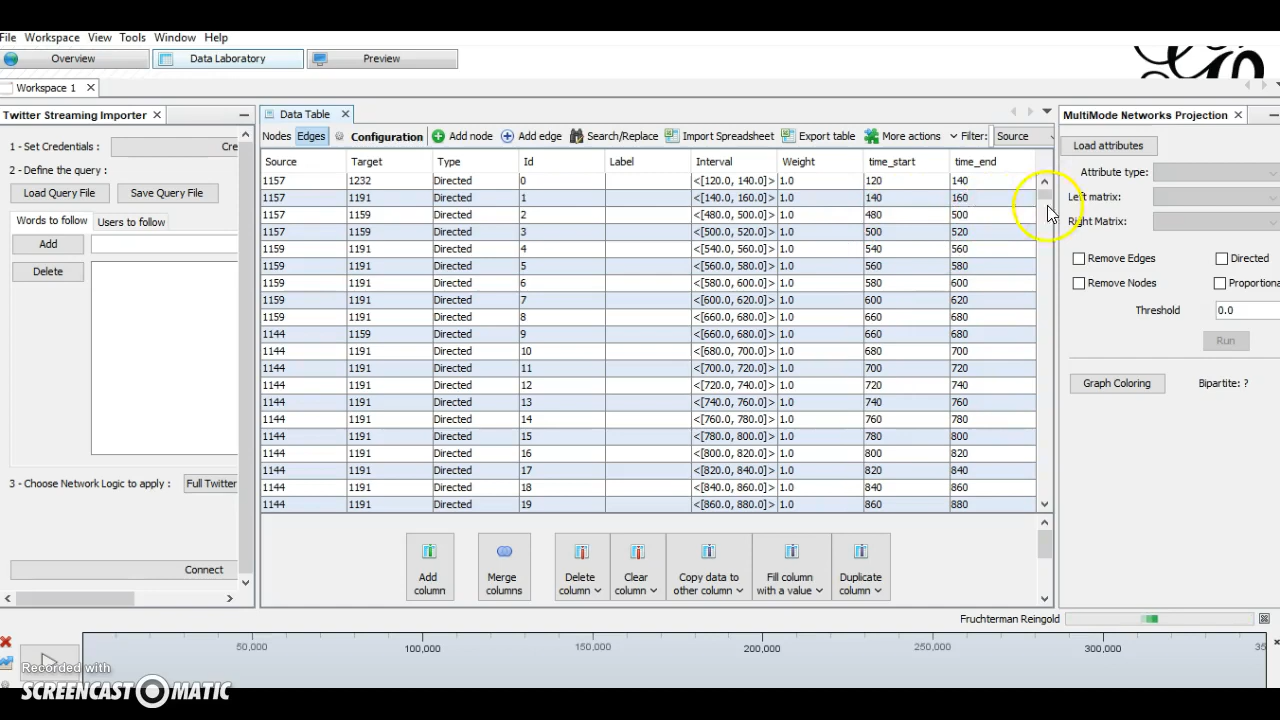 File Workspace View Tools Window Help
Overview Data Laboratory Preview
Workspace 1
Twitter Streaming Importer Data Table MultiMode Networks Projection
Nodes Edges Configuration Add node Add edge Search/Replace Import Spreadsheet Export table More actions Filter: Source
Load attributes
1 - Set Credentials : Cre
2 - Define the query :
Load Query File Save Query File
Words to follow Users to follow
Add
Delete
3 - Choose Network Logic to apply : Full Twitter
Connect
Source Target Type Id Label Interval Weight time_start time_end
1157 1232 Directed 0 <[120.0, 140.0]> 1.0 120 140
1157 1191 Directed 1 <[140.0, 160.0]> 1.0 140 160
1157 1159 Directed 2 <[480.0, 500.0]> 1.0 480 500
1157 1159 Directed 3 <[500.0, 520.0]> 1.0 500 520
1159 1191 Directed 4 <[540.0, 560.0]> 1.0 540 560
1159 1191 Directed 5 <[560.0, 580.0]> 1.0 560 580
1159 1191 Directed 6 <[580.0, 600.0]> 1.0 580 600
1159 1191 Directed 7 <[600.0, 620.0]> 1.0 600 620
1159 1191 Directed 8 <[660.0, 680.0]> 1.0 660 680
1144 1159 Directed 9 <[660.0, 680.0]> 1.0 660 680
1144 1191 Directed 10 <[680.0, 700.0]> 1.0 680 700
1144 1191 Directed 11 <[700.0, 720.0]> 1.0 700 720
1144 1191 Directed 12 <[720.0, 740.0]> 1.0 720 740
1144 1191 Directed 13 <[740.0, 760.0]> 1.0 740 760
1144 1191 Directed 14 <[760.0, 780.0]> 1.0 760 780
1144 1191 Directed 15 <[780.0, 800.0]> 1.0 780 800
1144 1191 Directed 16 <[800.0, 820.0]> 1.0 800 820
1144 1191 Directed 17 <[820.0, 840.0]> 1.0 820 840
1144 1191 Directed 18 <[840.0, 860.0]> 1.0 840 860
1144 1191 Directed 19 <[860.0, 880.0]> 1.0 860 880
Attribute type:
Left matrix:
Right Matrix:
Remove Edges Directed
Remove Nodes Proportiona
Threshold 0.0
Run
Graph Coloring Bipartite: ?
Add column
Merge columns
Delete column
Clear column
Copy data to other column
Fill column with a value
Duplicate column
Fruchterman Reingold
50,000 100,000 150,000 200,000 250,000 300,000 35
Recorded with
SCREENCAST MATIC